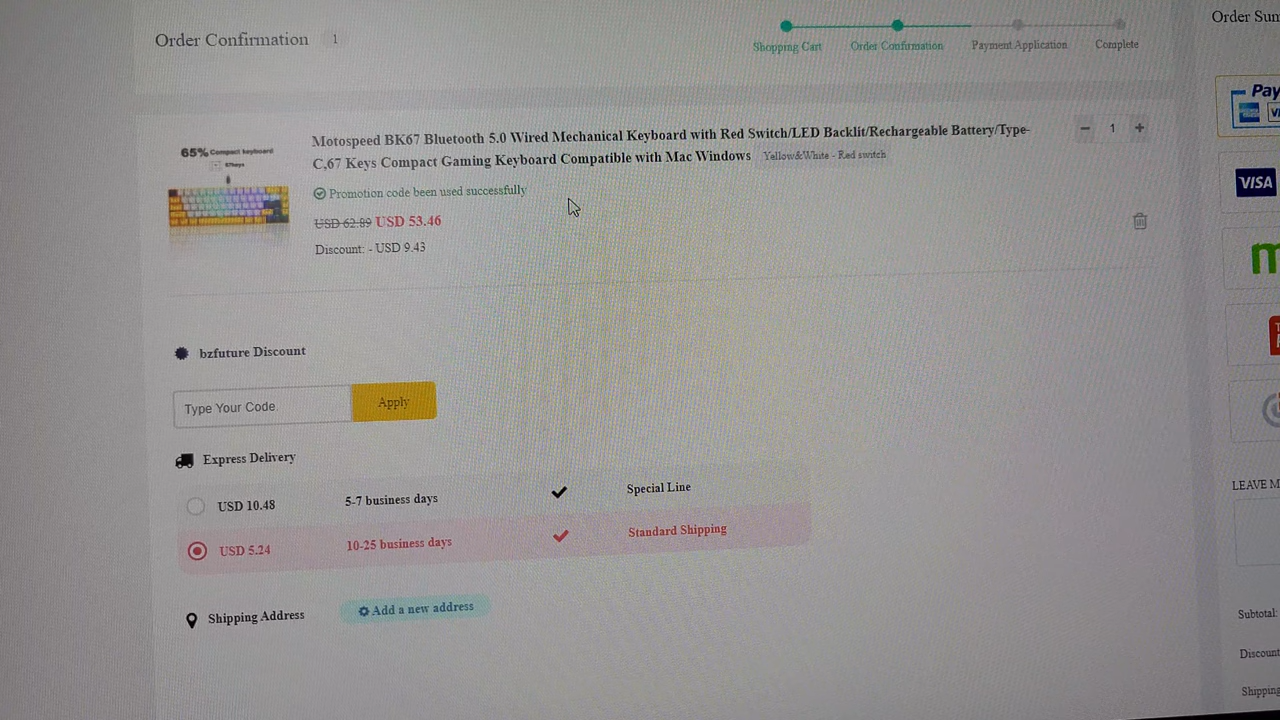 Order Confirmation 1
Shopping Cart Order Confirmation Payment Application Complete
Order Sum
Pay
65% Compact keyboard
67keys
Motospeed BK67 Bluetooth 5.0 Wired Mechanical Keyboard with Red Switch/LED Backlit/Rechargeable Battery/Type-
C,67 Keys Compact Gaming Keyboard Compatible with Mac Windows Yellow&White - Red switch
- 1 +
Promotion code been used successfully
USD 62.89 USD 53.46
Discount: - USD 9.43
VISA
bzfuture Discount
Type Your Code Apply
Express Delivery
USD 10.48 5-7 business days Special Line
USD 5.24 10-25 business days Standard Shipping
Shipping Address Add a new address
LEAVE M
Subtotal:
Discount
Shipping